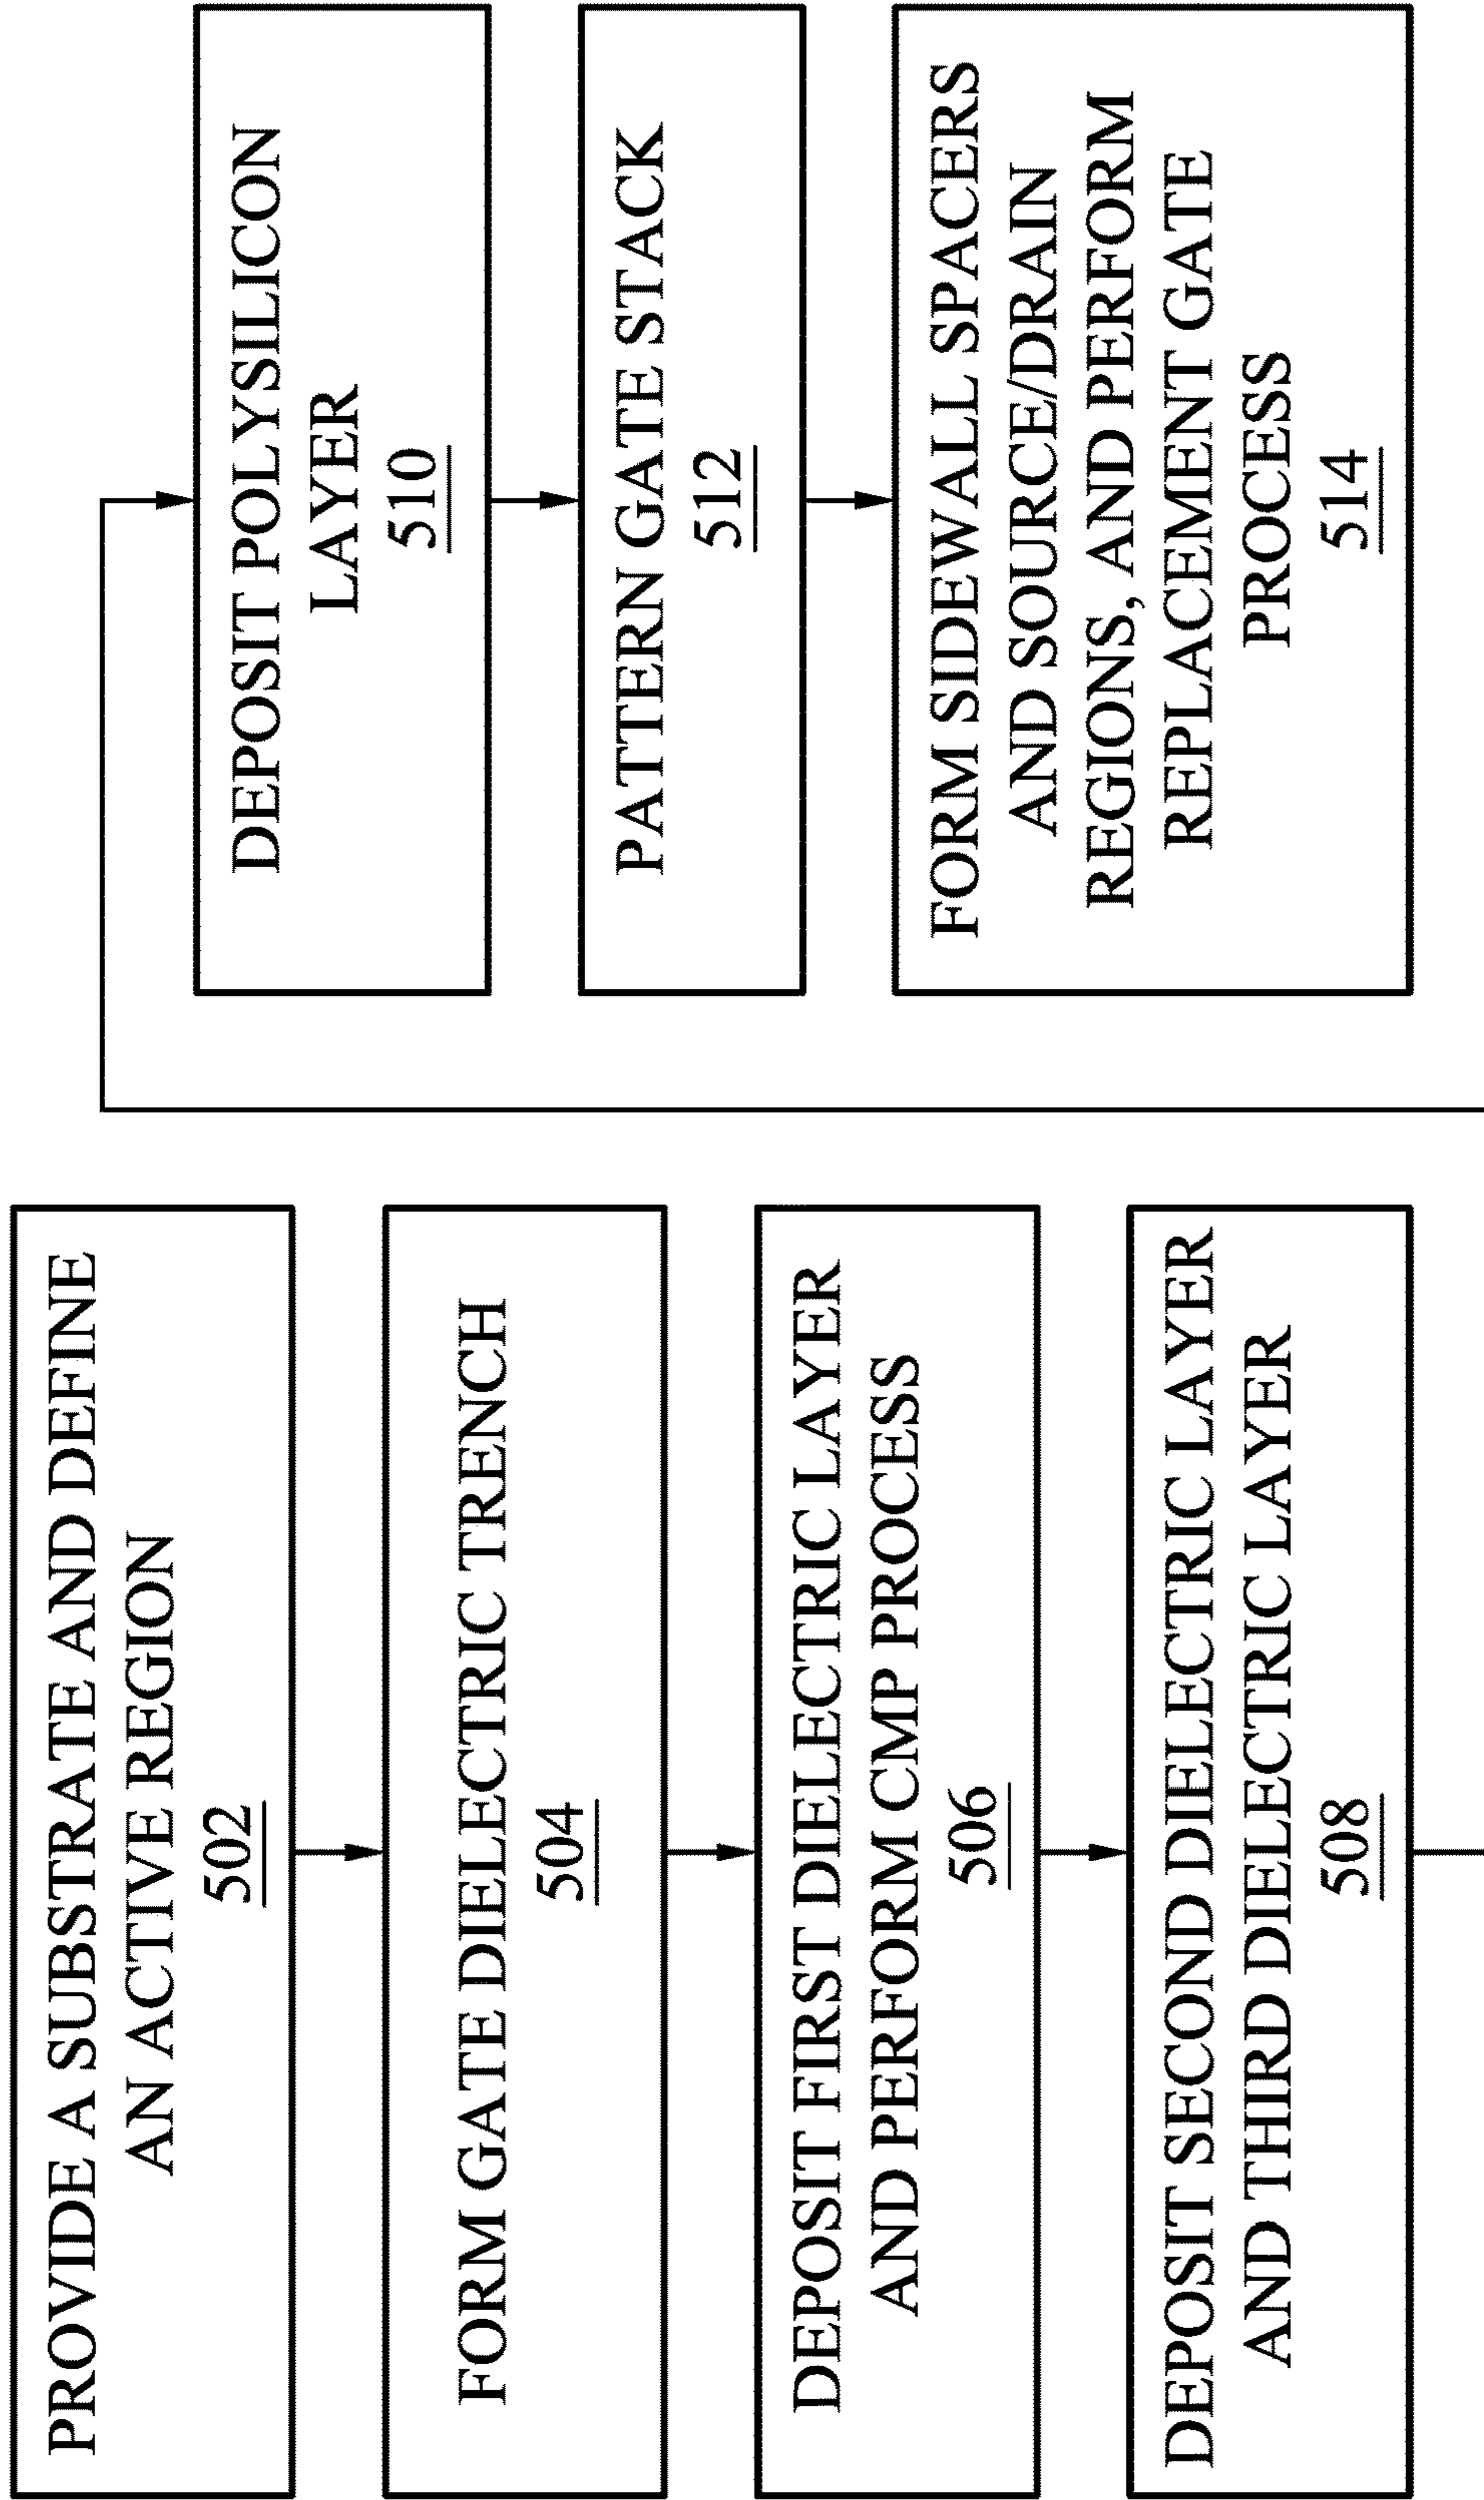 PROVIDE A SUBSTRATE AND DEFINE
AN ACTIVE REGION
502
FORM GATE DIELECTRIC TRENCH
504
DEPOSIT FIRST DIELECTRIC LAYER
AND PERFORM CMP PROCESS
506
DEPOSIT SECOND DIELECTRIC LAYER
AND THIRD DIELECTRIC LAYER
508
DEPOSIT POLYSILICON
LAYER
510
PATTERN GATE STACK
512
FORM SIDEWALL SPACERS
AND SOURCE/DRAIN
REGIONS, AND PERFORM
REPLACEMENT GATE
PROCESS
514